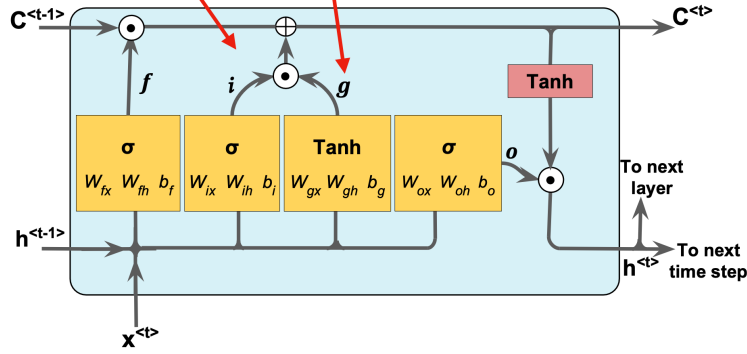 C<t-1>
C<t>
f
i
g
Tanh
σ
W_fx W_fh b_f
σ
W_ix W_ih b_i
Tanh
W_gx W_gh b_g
σ
W_ox W_oh b_o
o
To next
layer
h<t-1>
h<t>
To next
time step
x<t>